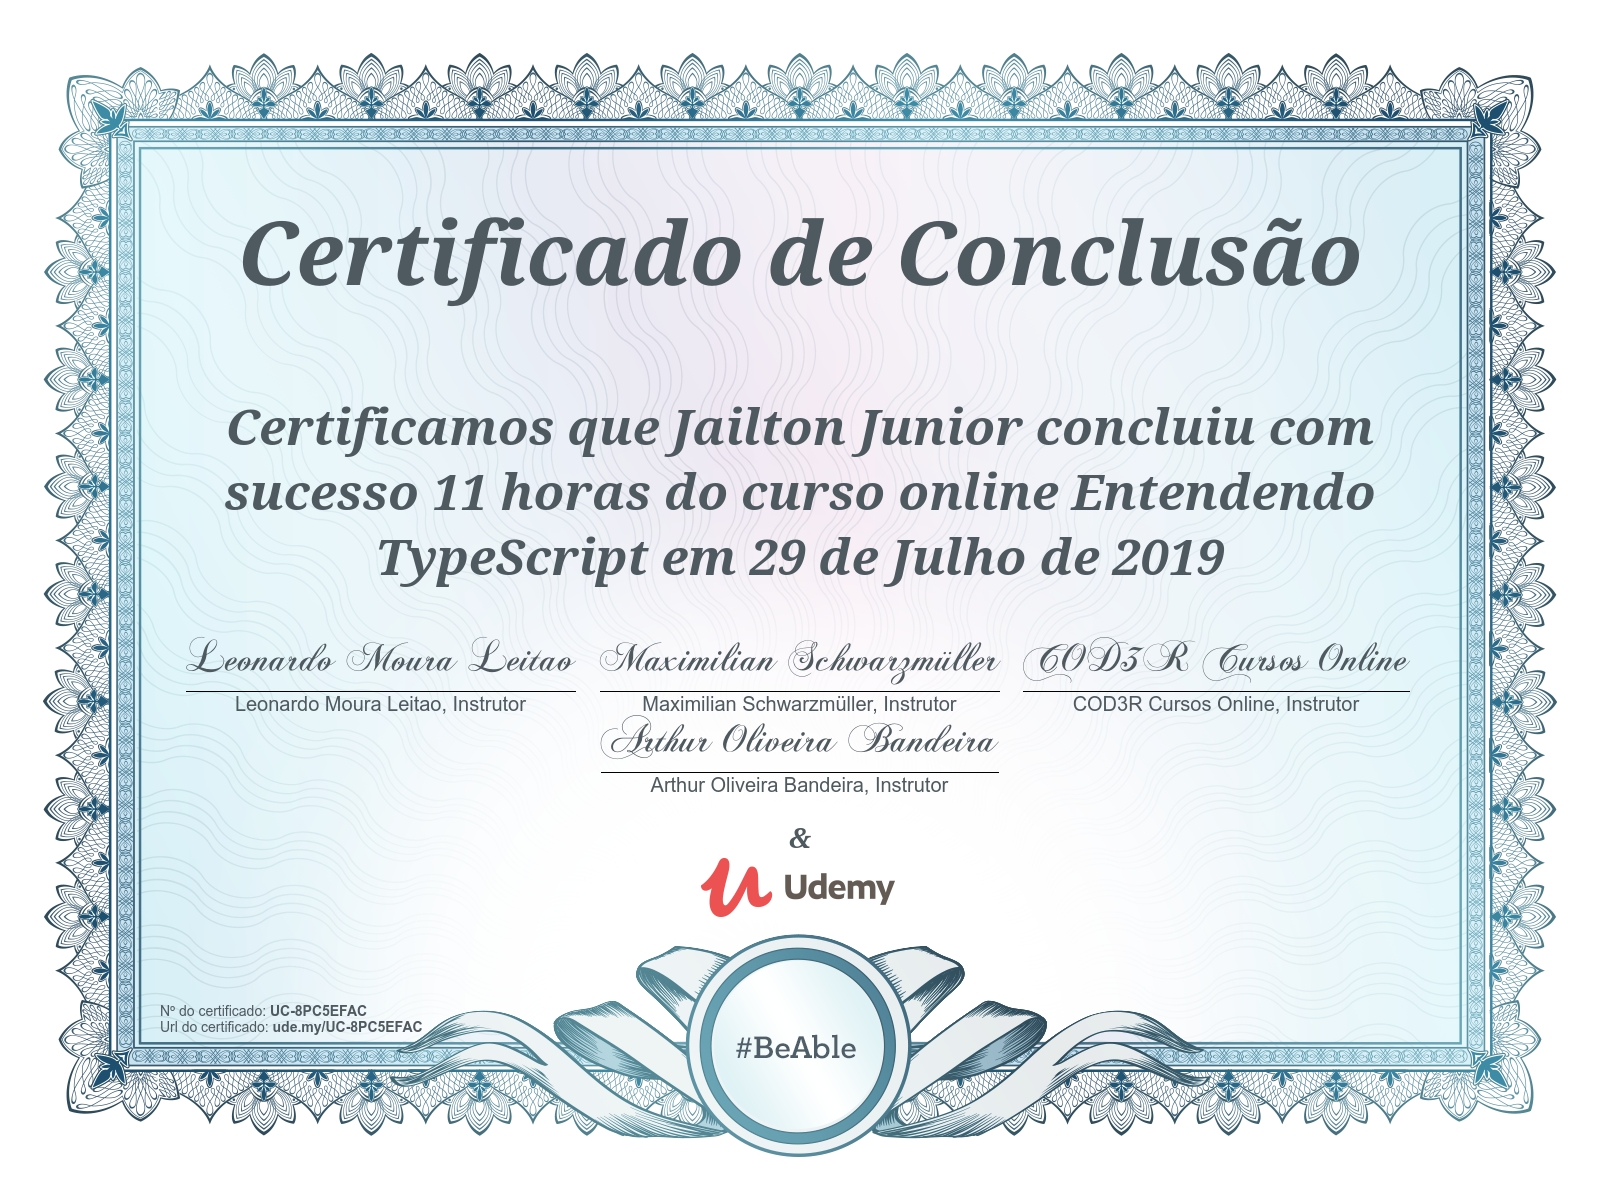 Certificado de Conclusão
Certificamos que Jailton Junior concluiu com
sucesso 11 horas do curso online Entendendo
TypeScript em 29 de Julho de 2019
Leonardo Moura Leitao Maximilian Schwarzmüller COD3R Cursos Online
Leonardo Moura Leitao, Instrutor Maximilian Schwarzmüller, Instrutor COD3R Cursos Online, Instrutor
Arthur Oliveira Bandeira
Arthur Oliveira Bandeira, Instrutor
&
Udemy
Nº do certificado: UC-8PC5EFAC
Url do certificado: ude.my/UC-8PC5EFAC
#BeAble